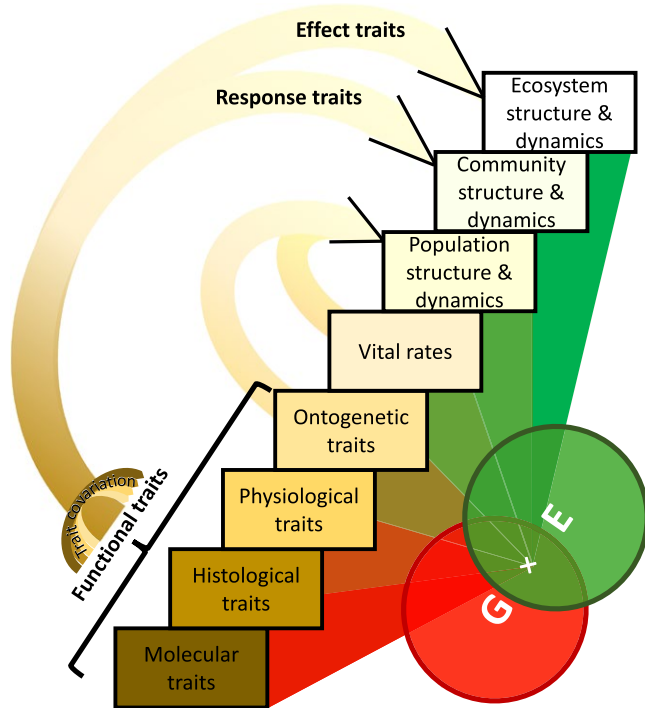 Effect traits
Response traits
Ecosystem
structure &
dynamics
Community
structure &
dynamics
Population
structure &
dynamics
Vital rates
Ontogenetic
traits
Physiological
traits
Histological
traits
Molecular
traits
Trait covariation
Functional traits
E
×
G